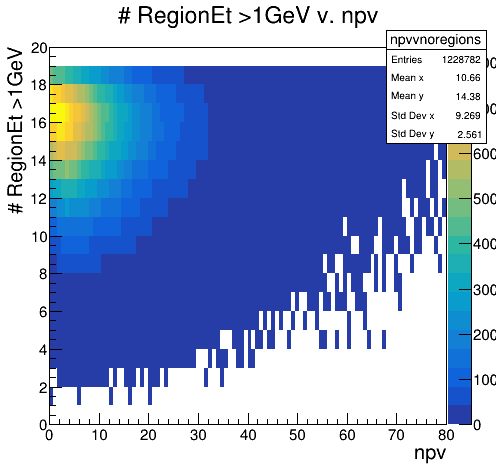 # RegionEt >1GeV v. npv
npvvnoregions
Entries 1228782
Mean x 10.66
Mean y 14.38
Std Dev x 9.269
Std Dev y 2.561
# RegionEt >1GeV
20
18
16
14
12
10
8
6
4
2
0
0 10 20 30 40 50 60 70 80
npv
500
400
300
200
100
0